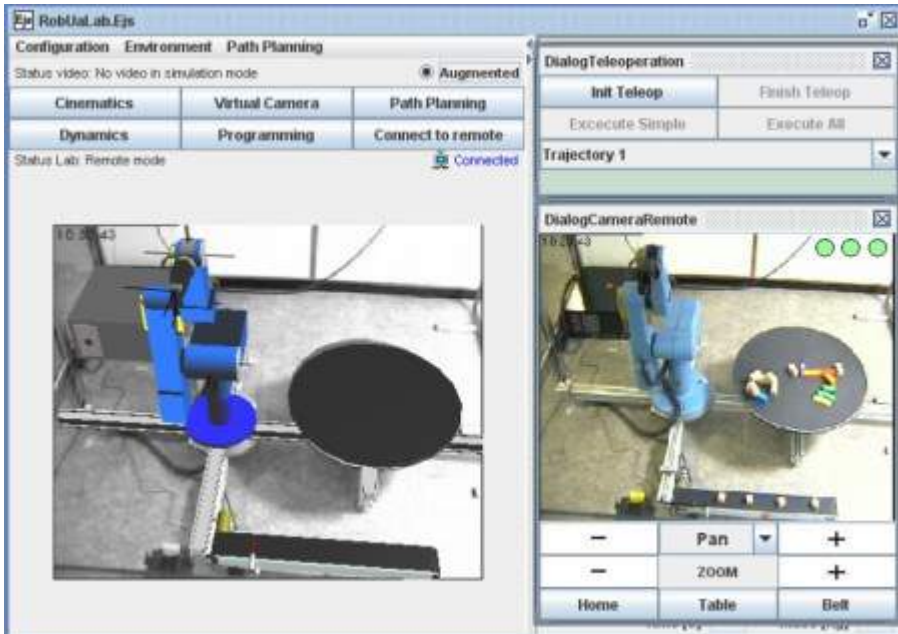 RobUaLab.Ejs
Configuration Environment Path Planning
Status video: No video in simulation mode
Augmented
Cinematics Virtual Camera Path Planning
Dynamics Programming Connect to remote
Status Lab: Remote mode
Connected
DialogTeleoperation
Init Teleop Finish Teleop
Excecute Simple Execute All
Trajectory 1
DialogCameraRemote
− Pan +
− ZOOM +
Home Table Belt